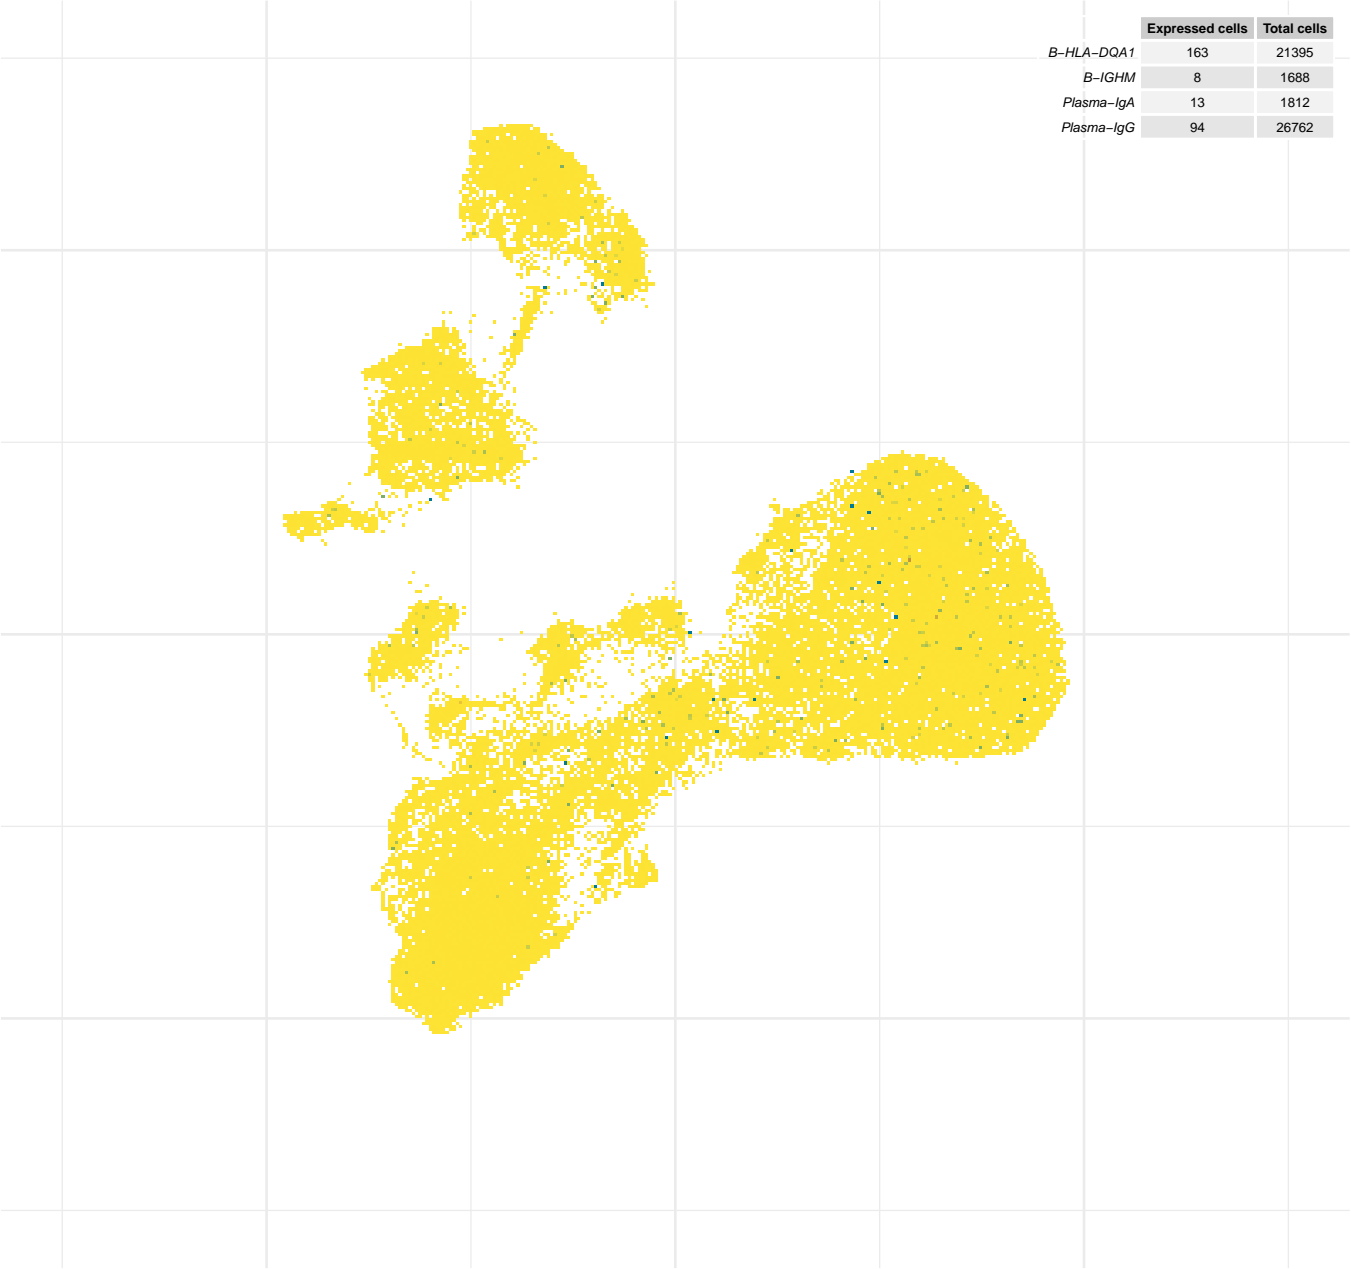 Expressed cells Total cells
B−HLA−DQA1 163 21395
B−IGHM 8 1688
Plasma−IgA 13 1812
Plasma−IgG 94 26762